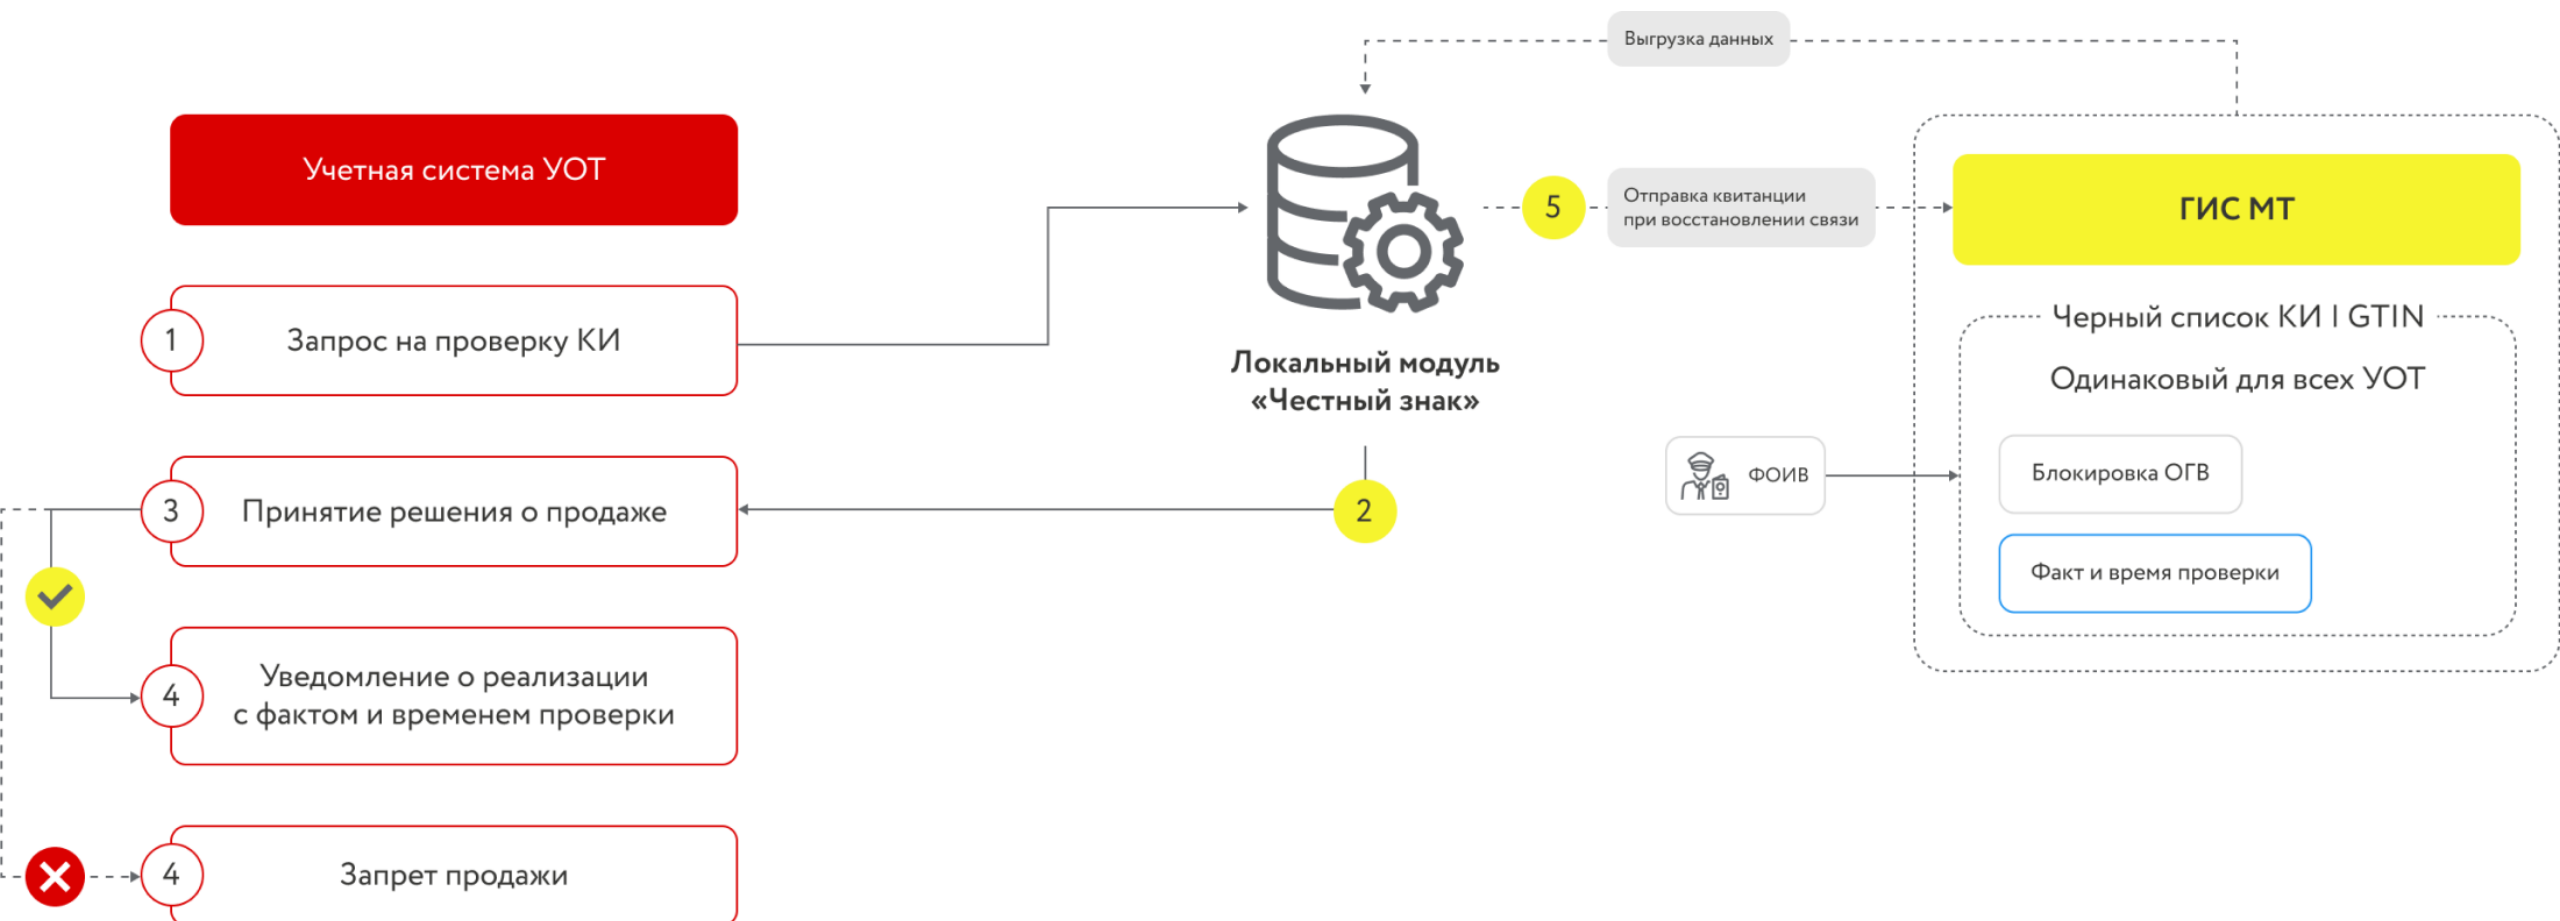 Выгрузка данных
Учетная система УОТ
5
Отправка квитанции
при восстановлении связи
ГИС МТ
1
Запрос на проверку КИ
Локальный модуль
«Честный знак»
Черный список КИ I GTIN
Одинаковый для всех УОТ
ФОИВ
Блокировка ОГВ
Факт и время проверки
2
3
Принятие решения о продаже
4
Уведомление о реализации
с фактом и временем проверки
4
Запрет продажи